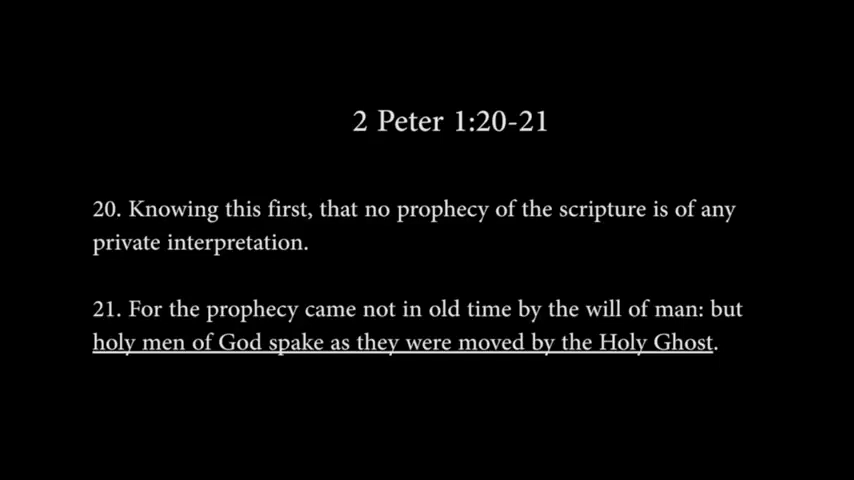 2 Peter 1:20-21
20. Knowing this first, that no prophecy of the scripture is of any
private interpretation.
21. For the prophecy came not in old time by the will of man: but
holy men of God spake as they were moved by the Holy Ghost.